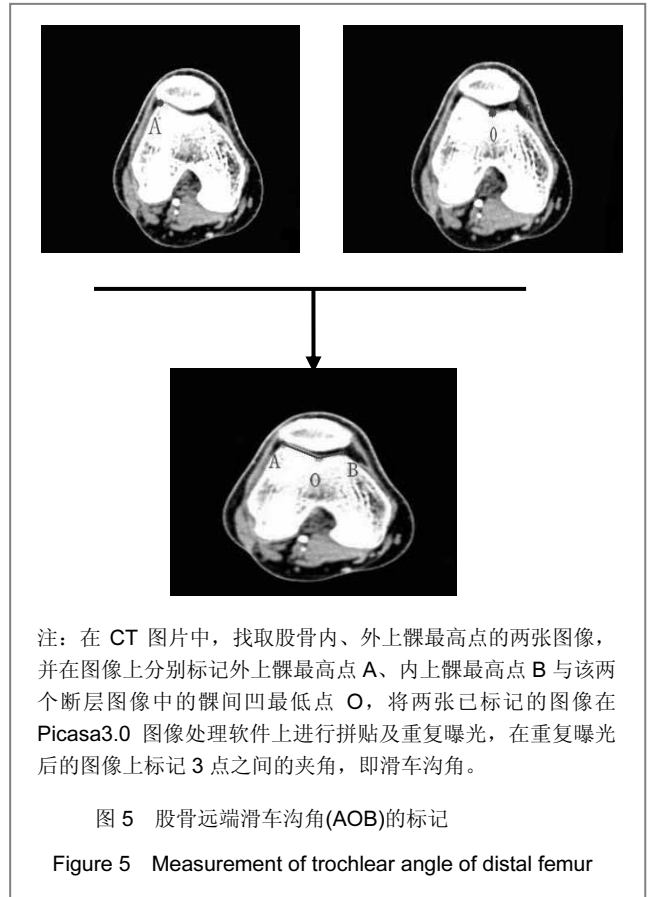 A
O
A
O
B
注：在 CT 图片中，找取股骨内、外上髁最高点的两张图像，
并在图像上分别标记外上髁最高点 A、内上髁最高点 B 与该两
个断层图像中的髁间凹最低点 O，将两张已标记的图像在
Picasa3.0 图像处理软件上进行拼贴及重复曝光，在重复曝光
后的图像上标记 3 点之间的夹角，即滑车沟角。
图 5 股骨远端滑车沟角(AOB)的标记
Figure 5 Measurement of trochlear angle of distal femur